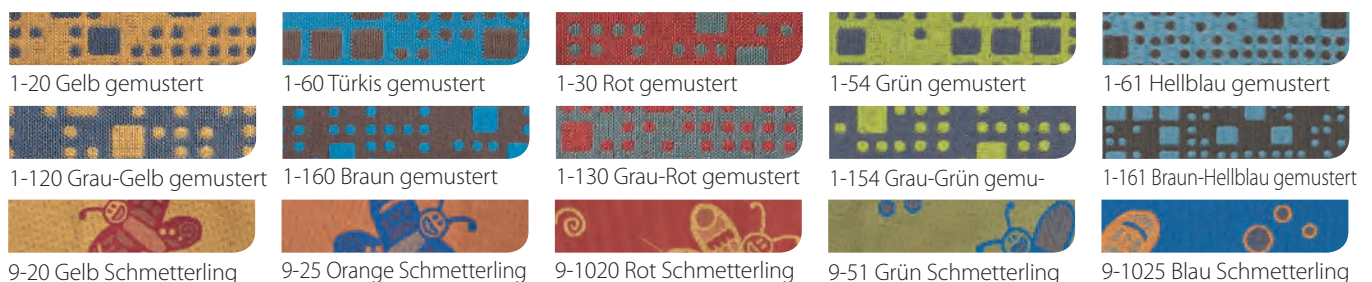 1-20 Gelb gemustert 1-60 Türkis gemustert 1-30 Rot gemustert 1-54 Grün gemustert 1-61 Hellblau gemustert
1-120 Grau-Gelb gemustert 1-160 Braun gemustert 1-130 Grau-Rot gemustert 1-154 Grau-Grün gemu- 1-161 Braun-Hellblau gemustert
9-20 Gelb Schmetterling 9-25 Orange Schmetterling 9-1020 Rot Schmetterling 9-51 Grün Schmetterling 9-1025 Blau Schmetterling